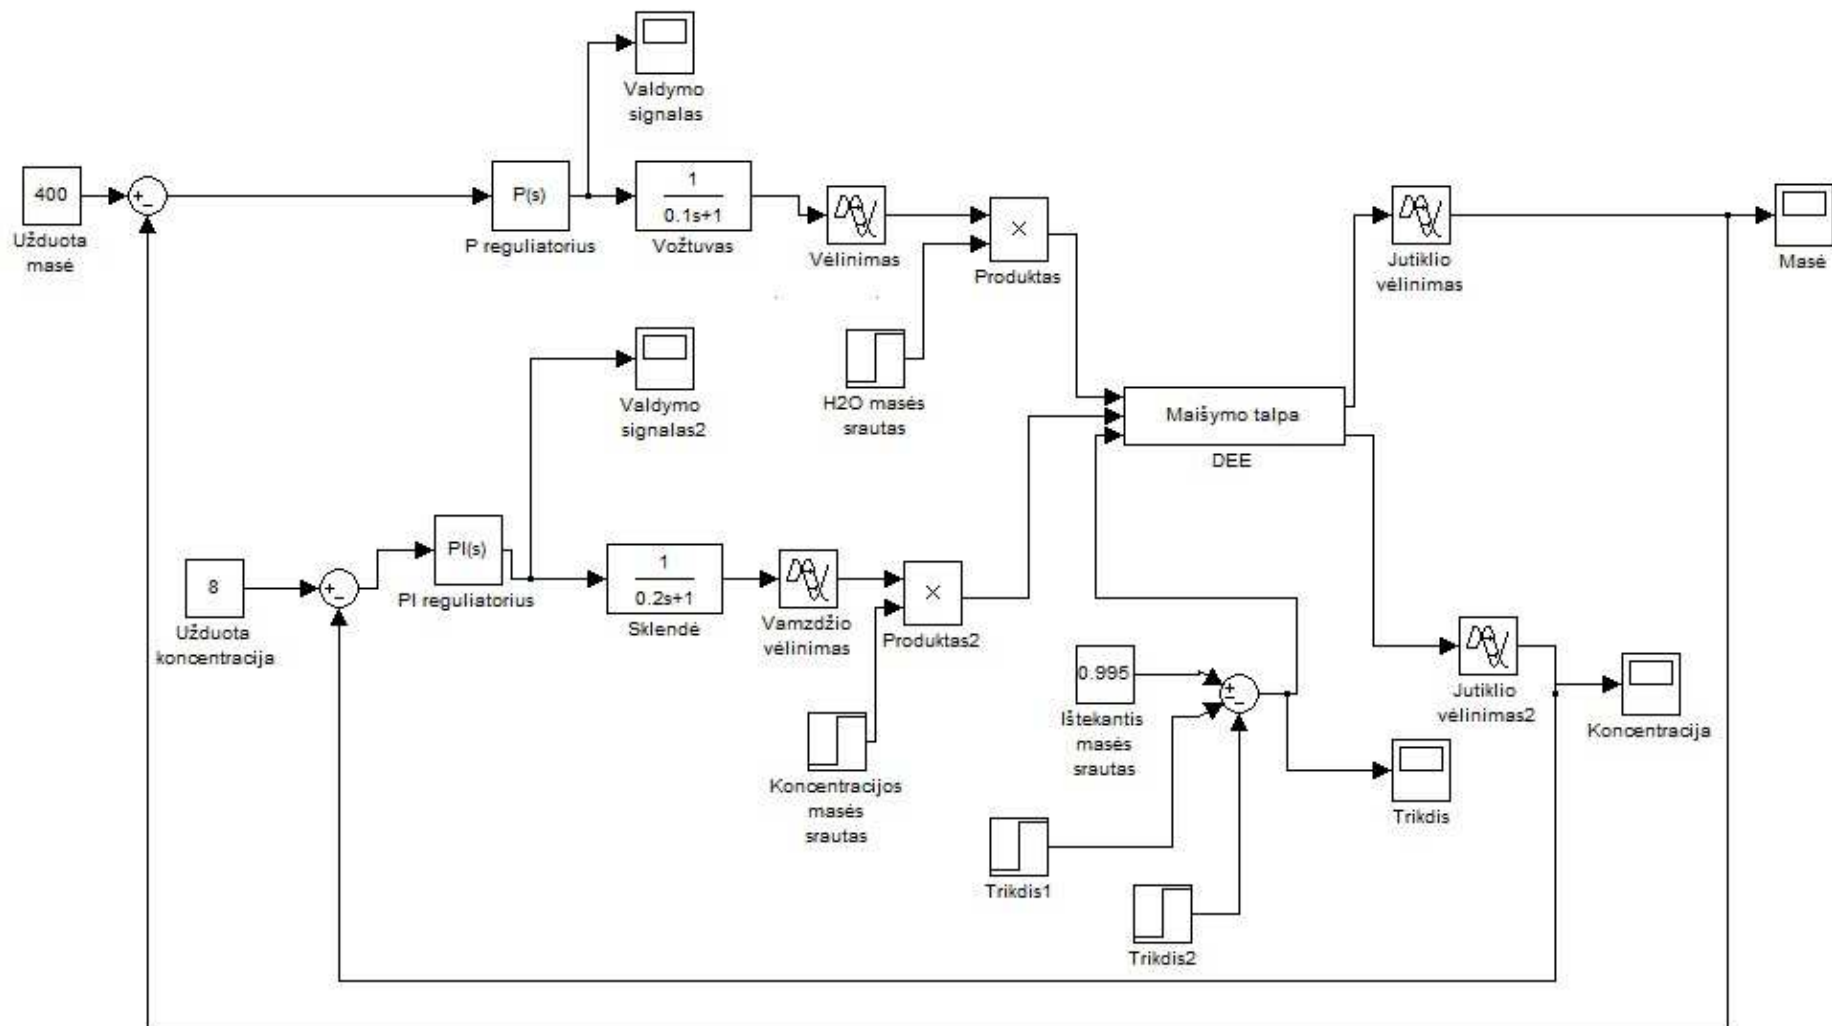 Valdymo
signalas
400
+
−
P(s)
1
0.1s+1
Užduota
masė
P reguliatorius
Vožtuvas
Vėlinimas
×
Produktas
Jutiklio
vėlinimas
Masė
Valdymo
signalas2
H2O masės
srautas
Maišymo talpa
DEE
8
+
−
PI(s)
1
0.2s+1
Užduota
koncentracija
PI reguliatorius
Sklendė
Vamzdžio
vėlinimas
×
Produktas2
0.995
+
−
−
Ištekantis
masės
srautas
Jutiklio
vėlinimas2
Koncentracija
Koncentracijos
masės
srautas
Trikdis
Trikdis1
Trikdis2